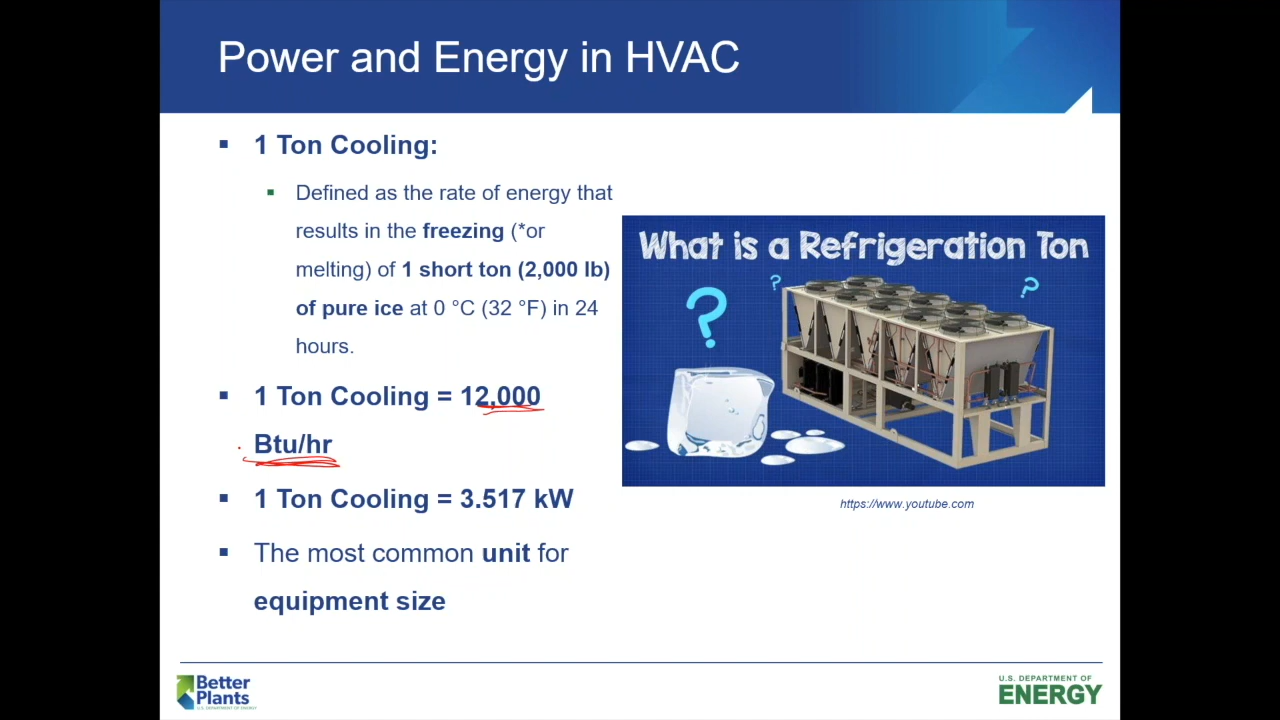 Power and Energy in HVAC
▪ 1 Ton Cooling:
▪ Defined as the rate of energy that
results in the freezing (*or
melting) of 1 short ton (2,000 lb)
of pure ice at 0 °C (32 °F) in 24
hours.
▪ 1 Ton Cooling = 12,000
Btu/hr
▪ 1 Ton Cooling = 3.517 kW
▪ The most common unit for
equipment size
What is a Refrigeration Ton
?
?
?
https://www.youtube.com
Better
Plants
U.S. DEPARTMENT OF ENERGY
U.S. DEPARTMENT OF
ENERGY